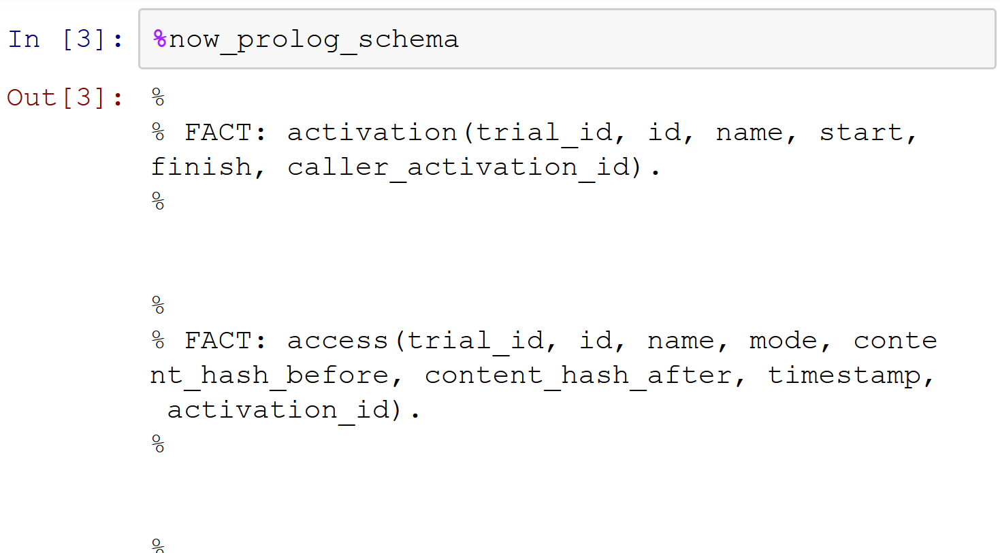 In [3]: %now_prolog_schema
Out[3]: %
% FACT: activation(trial_id, id, name, start,
finish, caller_activation_id).
%
%
% FACT: access(trial_id, id, name, mode, conte
nt_hash_before, content_hash_after, timestamp,
 activation_id).
%
%